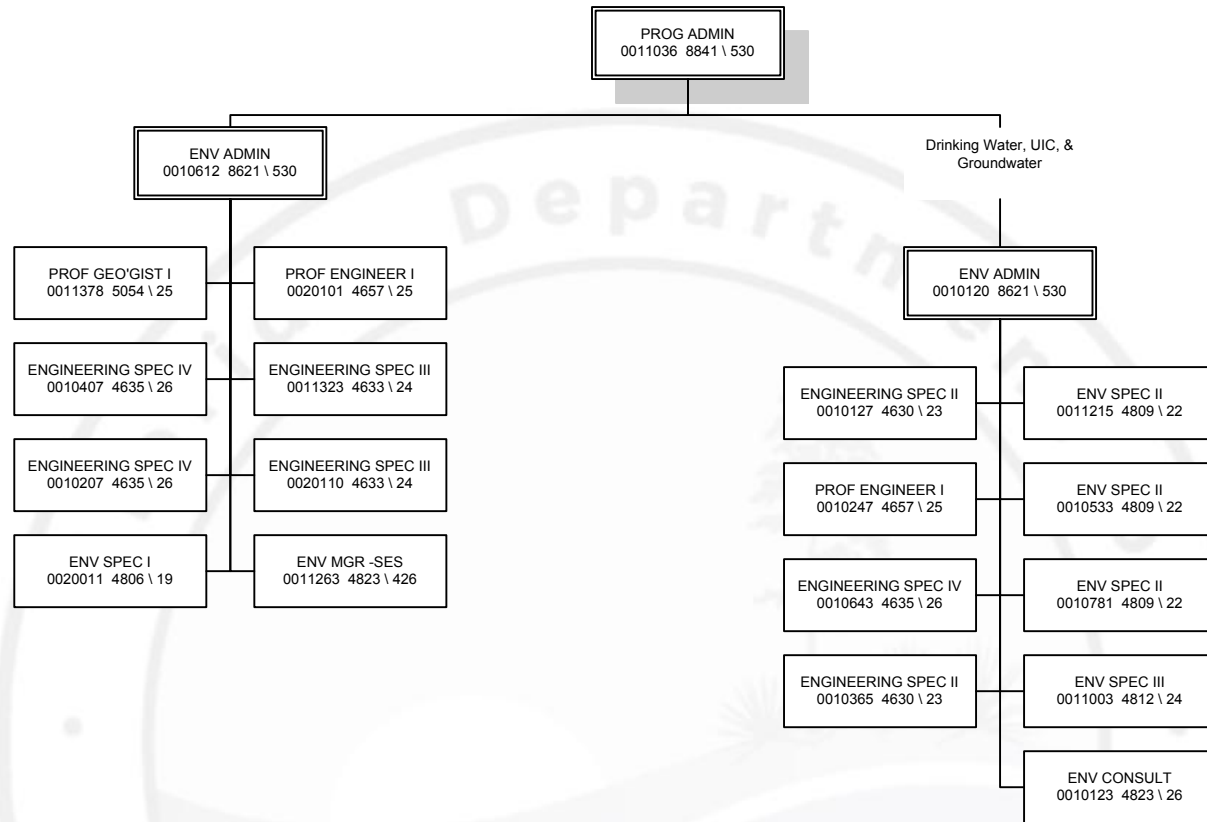 PROG ADMIN
0011036 8841 \ 530
ENV ADMIN
0010612 8621 \ 530
Drinking Water, UIC, &
Groundwater
PROF GEO'GIST I
0011378 5054 \ 25
PROF ENGINEER I
0020101 4657 \ 25
ENV ADMIN
0010120 8621 \ 530
ENGINEERING SPEC IV
0010407 4635 \ 26
ENGINEERING SPEC III
0011323 4633 \ 24
ENGINEERING SPEC II
0010127 4630 \ 23
ENV SPEC II
0011215 4809 \ 22
ENGINEERING SPEC IV
0010207 4635 \ 26
ENGINEERING SPEC III
0020110 4633 \ 24
PROF ENGINEER I
0010247 4657 \ 25
ENV SPEC II
0010533 4809 \ 22
ENV SPEC I
0020011 4806 \ 19
ENV MGR -SES
0011263 4823 \ 426
ENGINEERING SPEC IV
0010643 4635 \ 26
ENV SPEC II
0010781 4809 \ 22
ENGINEERING SPEC II
0010365 4630 \ 23
ENV SPEC III
0011003 4812 \ 24
ENV CONSULT
0010123 4823 \ 26
Department